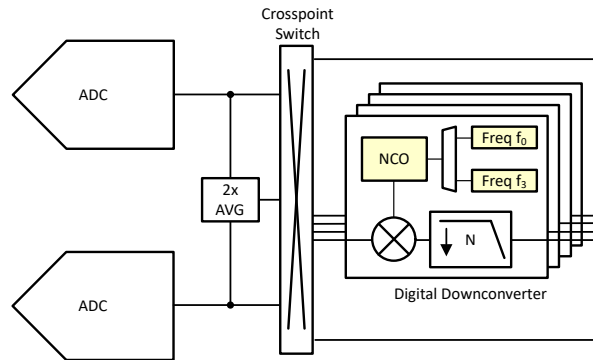 Crosspoint
Switch
ADC
NCO
Freq f₀
Freq f₃
2x
AVG
N
ADC
Digital Downconverter